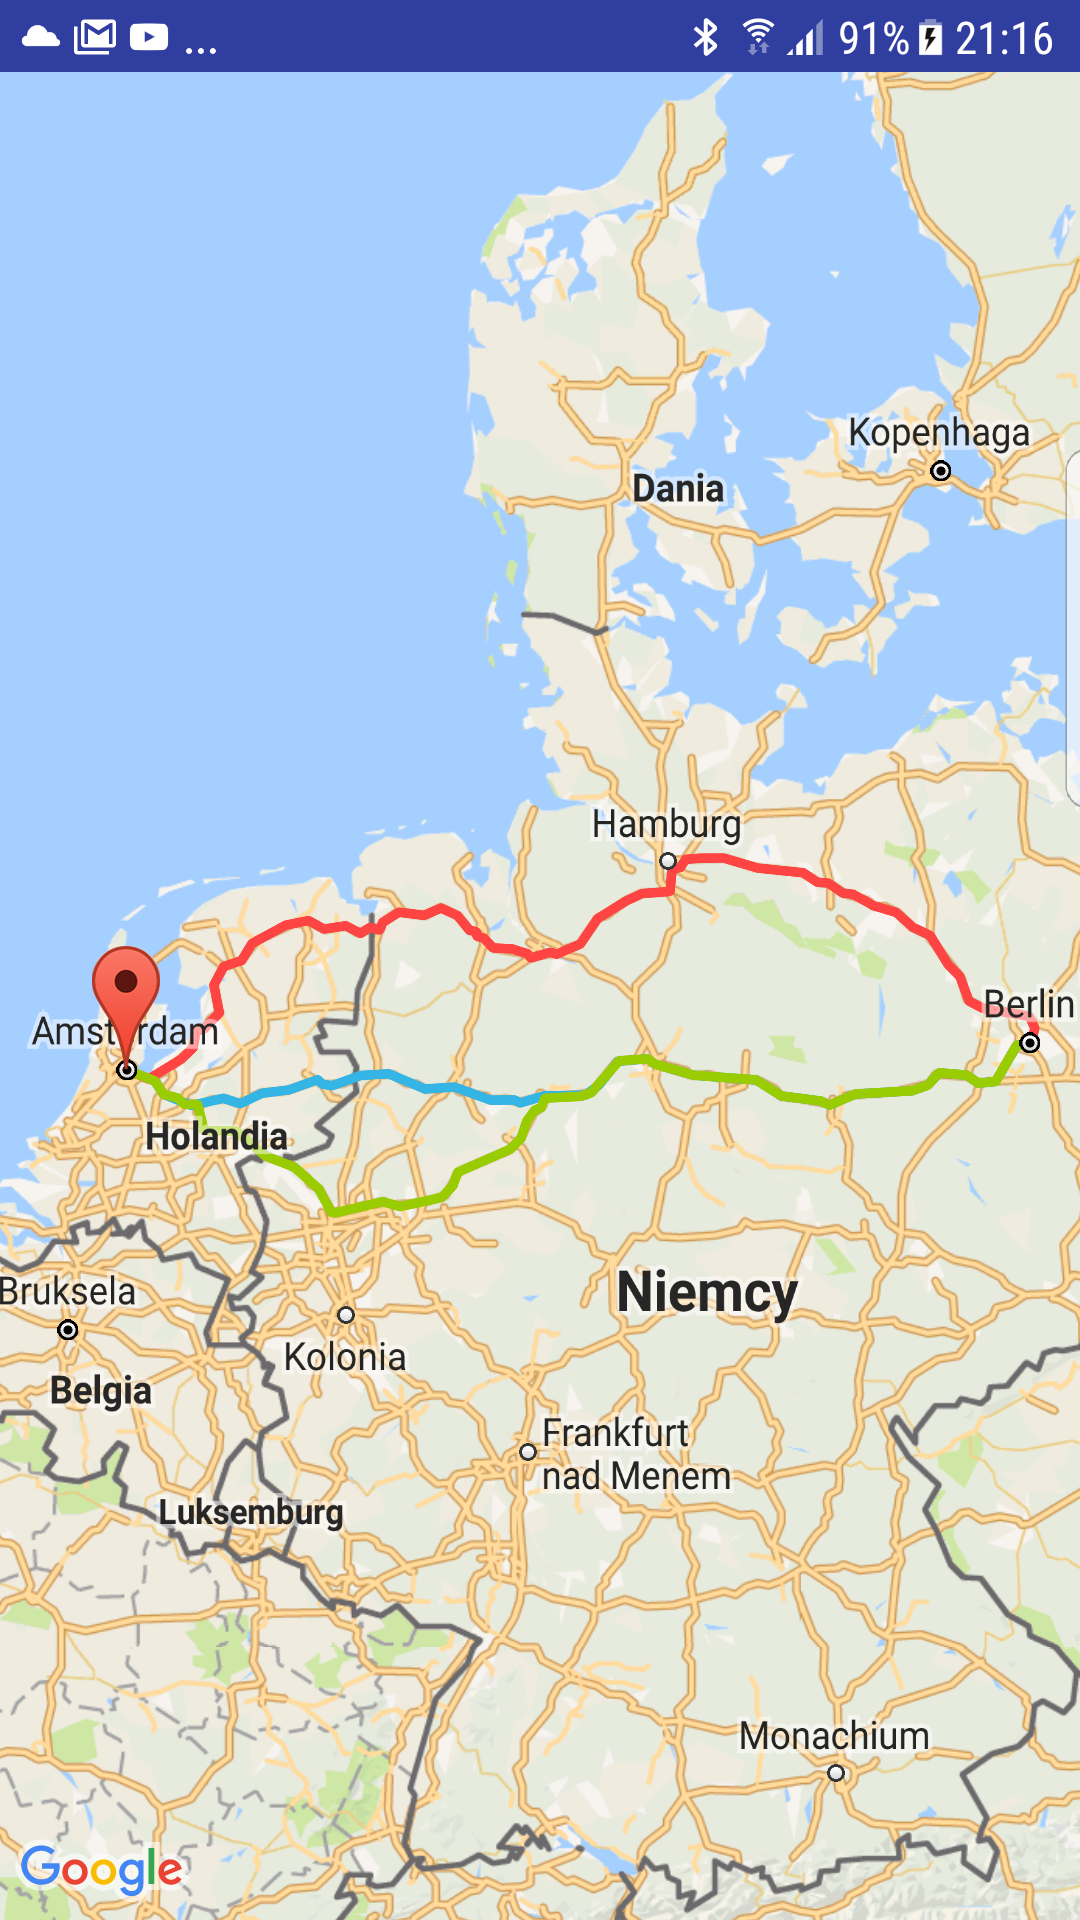 ... 91% 21:16
Kopenhaga
Dania
Hamburg
Berlin
Amsterdam
Holandia
Niemcy
Bruksela
Kolonia
Belgia
Frankfurt
nad Menem
Luksemburg
Monachium
Google